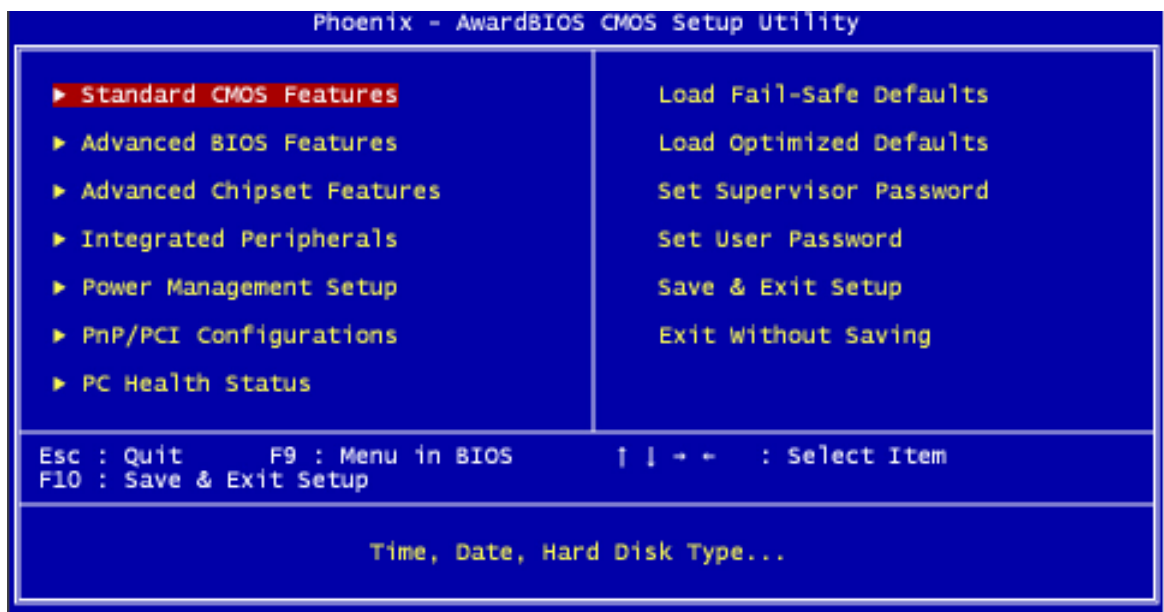 Phoenix - AwardBIOS CMOS Setup Utility
▶ Standard CMOS Features
▶ Advanced BIOS Features
▶ Advanced Chipset Features
▶ Integrated Peripherals
▶ Power Management Setup
▶ PnP/PCI Configurations
▶ PC Health Status
Load Fail-Safe Defaults
Load Optimized Defaults
Set Supervisor Password
Set User Password
Save & Exit Setup
Exit Without Saving
Esc : Quit F9 : Menu in BIOS ↑ ↓ → ← : Select Item
F10 : Save & Exit Setup
Time, Date, Hard Disk Type...